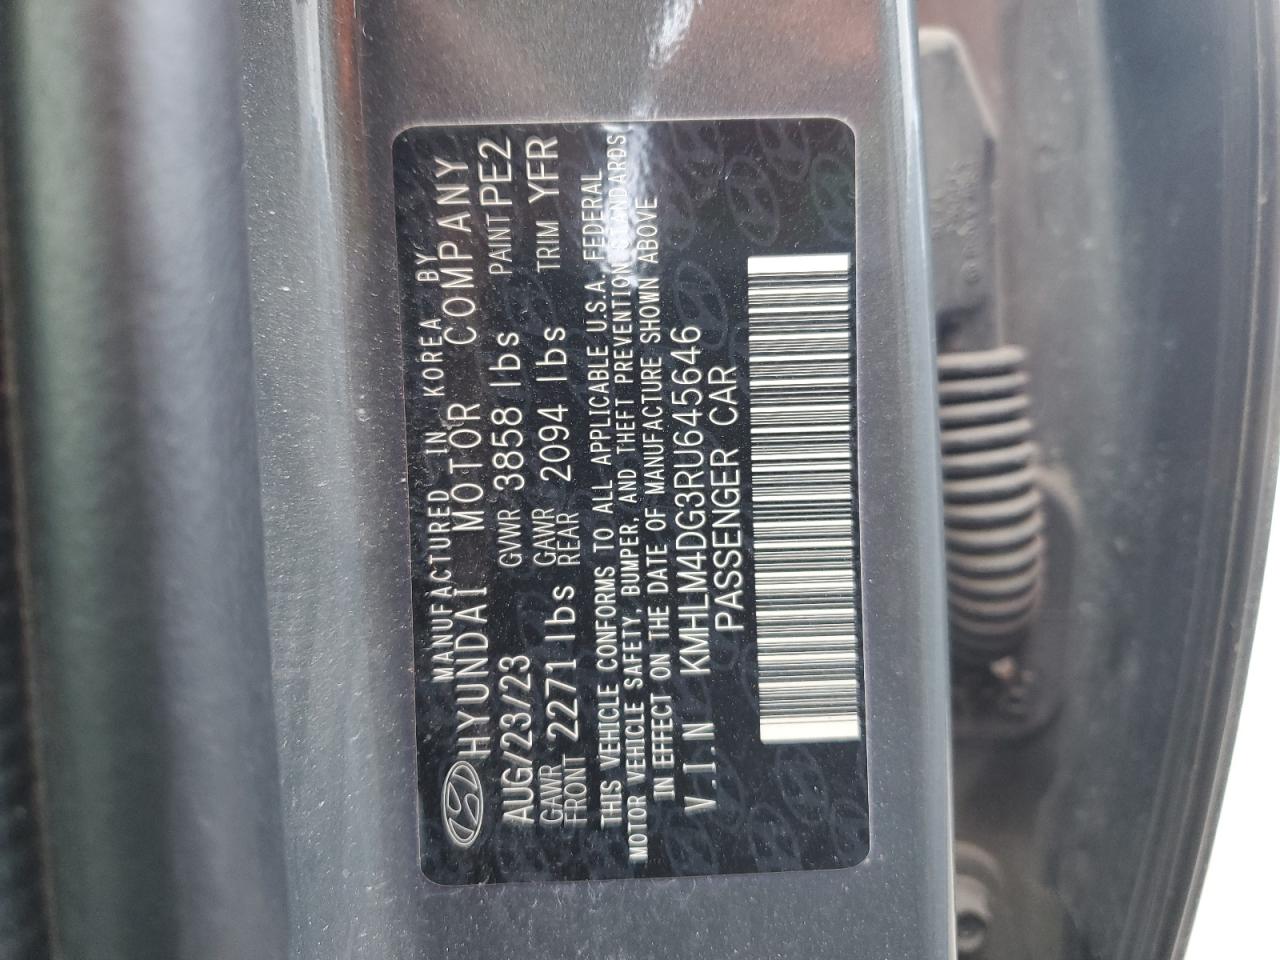 MANUFACTURED IN KOREA BY
HYUNDAI MOTOR COMPANY
AUG/23/23 GVWR 3858 lbs PAINT PE2
GAWR FRONT 2271 lbs GAWR REAR 2094 lbs TRIM YFR
THIS VEHICLE CONFORMS TO ALL APPLICABLE U.S.A. FEDERAL
MOTOR VEHICLE SAFETY, BUMPER, AND THEFT PREVENTION STANDARDS
IN EFFECT ON THE DATE OF MANUFACTURE SHOWN ABOVE
V.I.N KMHLM4DG3RU645646
PASSENGER CAR